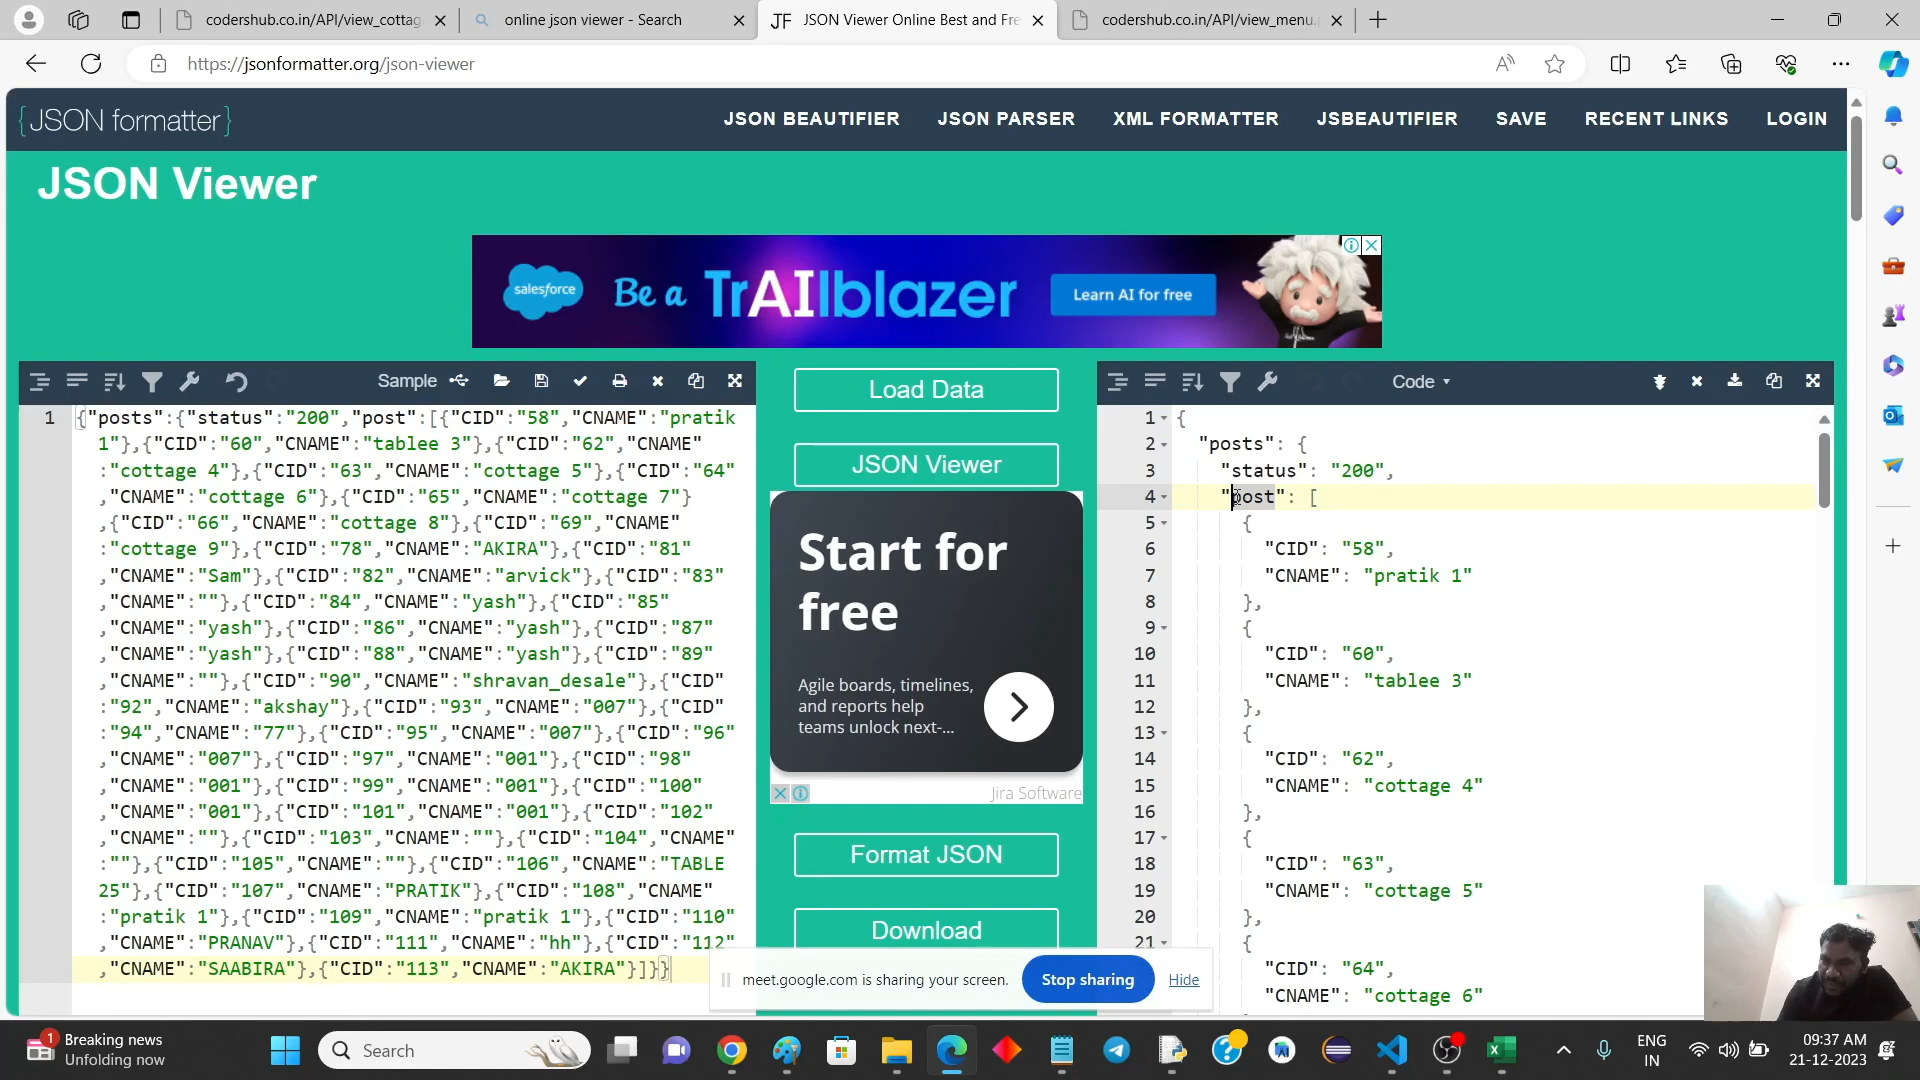 codershub.co.in/API/view_cottag
online json viewer - Search
JF JSON Viewer Online Best and Fre
codershub.co.in/API/view_menu.p
https://jsonformatter.org/json-viewer
{JSON formatter}
JSON BEAUTIFIER
JSON PARSER
XML FORMATTER
JSBEAUTIFIER
SAVE
RECENT LINKS
LOGIN
JSON Viewer
salesforce
Be a TrAIlblazer
Learn AI for free
Sample
1 {"posts":{"status":"200","post":[{"CID":"58","CNAME":"pratik
1"},{"CID":"60","CNAME":"tablee 3"},{"CID":"62","CNAME"
:"cottage 4"},{"CID":"63","CNAME":"cottage 5"},{"CID":"64"
,"CNAME":"cottage 6"},{"CID":"65","CNAME":"cottage 7"}
,{"CID":"66","CNAME":"cottage 8"},{"CID":"69","CNAME"
:"cottage 9"},{"CID":"78","CNAME":"AKIRA"},{"CID":"81"
,"CNAME":"Sam"},{"CID":"82","CNAME":"arvick"},{"CID":"83"
,"CNAME":""},{"CID":"84","CNAME":"yash"},{"CID":"85"
,"CNAME":"yash"},{"CID":"86","CNAME":"yash"},{"CID":"87"
,"CNAME":"yash"},{"CID":"88","CNAME":"yash"},{"CID":"89"
,"CNAME":""},{"CID":"90","CNAME":"shravan_desale"},{"CID"
:"92","CNAME":"akshay"},{"CID":"93","CNAME":"007"},{"CID"
:"94","CNAME":"77"},{"CID":"95","CNAME":"007"},{"CID":"96"
,"CNAME":"007"},{"CID":"97","CNAME":"001"},{"CID":"98"
,"CNAME":"001"},{"CID":"99","CNAME":"001"},{"CID":"100"
,"CNAME":"001"},{"CID":"101","CNAME":"001"},{"CID":"102"
,"CNAME":""},{"CID":"103","CNAME":""},{"CID":"104","CNAME"
:""},{"CID":"105","CNAME":""},{"CID":"106","CNAME":"TABLE
25"},{"CID":"107","CNAME":"PRATIK"},{"CID":"108","CNAME"
:"pratik 1"},{"CID":"109","CNAME":"pratik 1"},{"CID":"110"
,"CNAME":"PRANAV"},{"CID":"111","CNAME":"hh"},{"CID":"112"
,"CNAME":"SAABIRA"},{"CID":"113","CNAME":"AKIRA"}]}}
Load Data
JSON Viewer
Start for
free
Agile boards, timelines,
and reports help
teams unlock next-...
Jira Software
Format JSON
Download
Code
1 {
2 "posts": {
3 "status": "200",
4 "post": [
5 {
6 "CID": "58",
7 "CNAME": "pratik 1"
8 },
9 {
10 "CID": "60",
11 "CNAME": "tablee 3"
12 },
13 {
14 "CID": "62",
15 "CNAME": "cottage 4"
16 },
17 {
18 "CID": "63",
19 "CNAME": "cottage 5"
20 },
21 {
"CID": "64",
"CNAME": "cottage 6"
meet.google.com is sharing your screen.
Stop sharing
Hide
1
Breaking news
Unfolding now
Search
ENG
IN
09:37 AM
21-12-2023